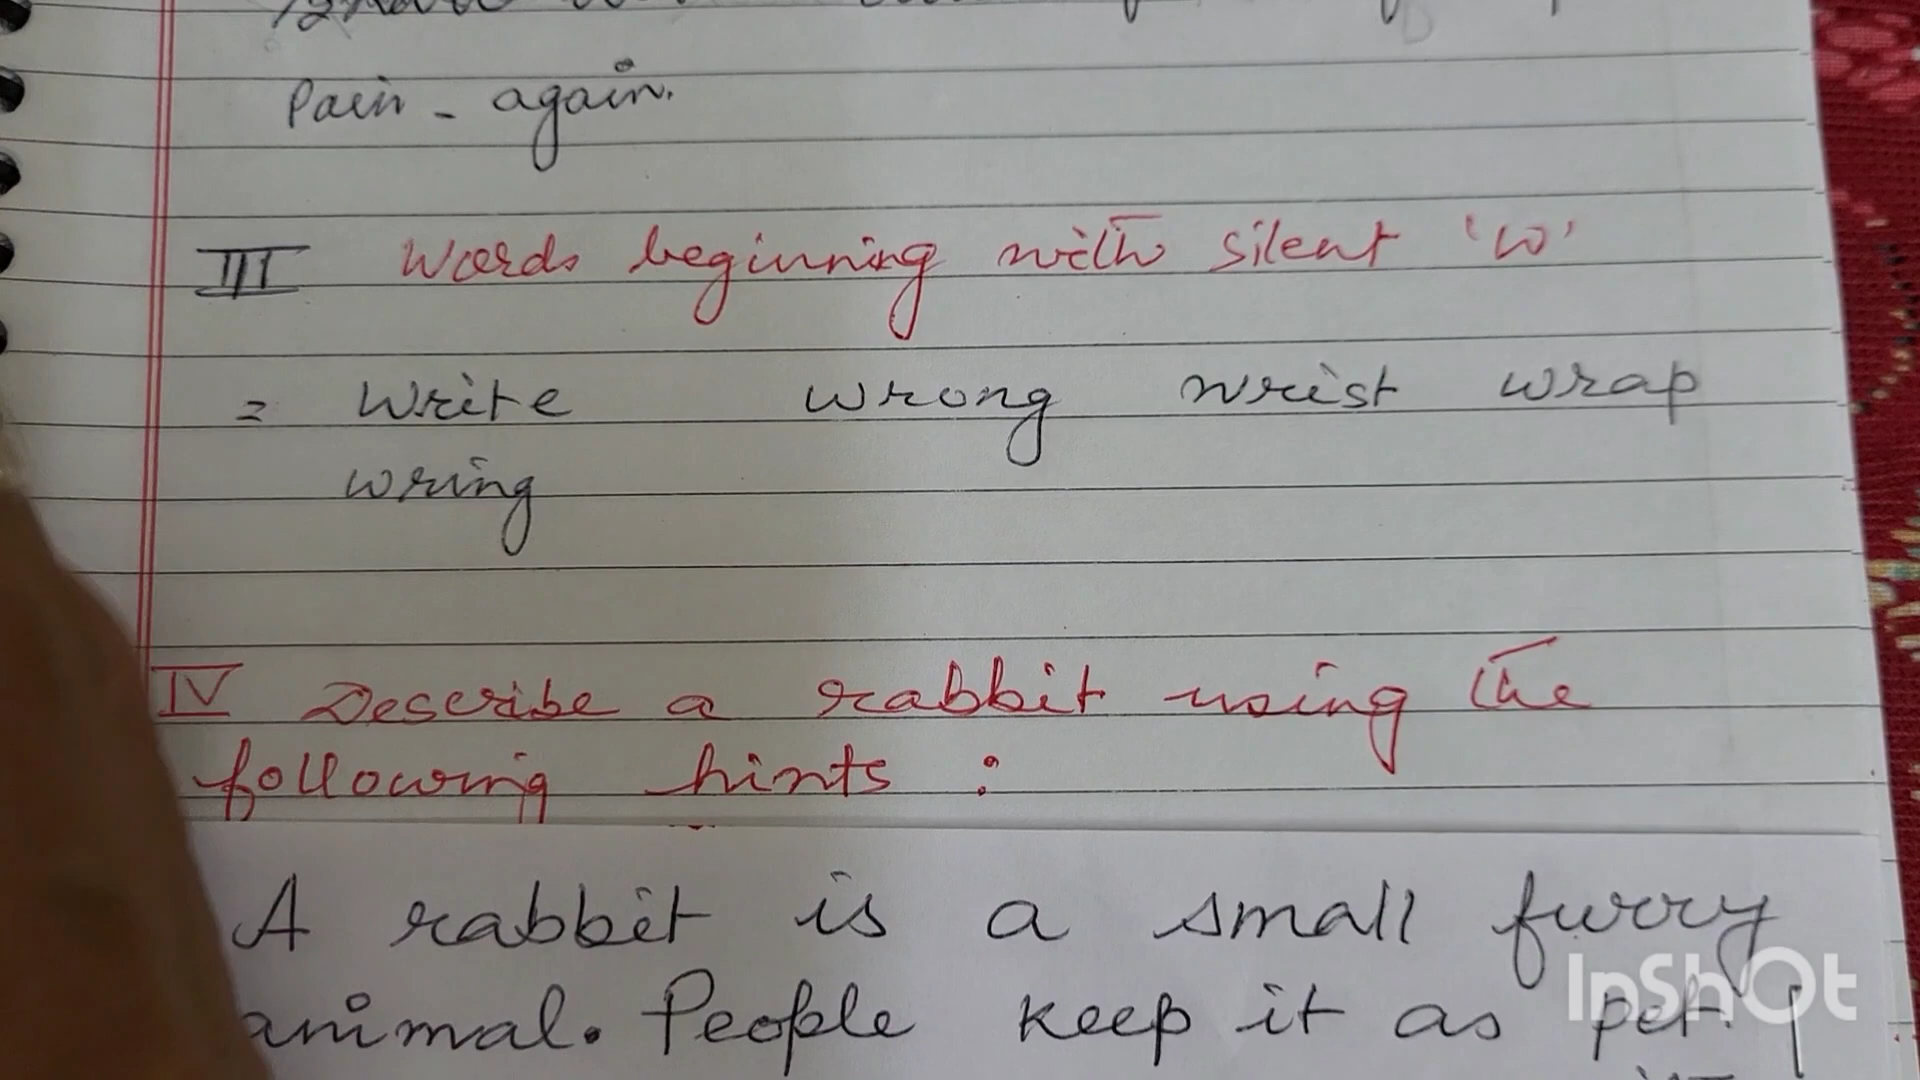 Pain - again.
III Words beginning with silent 'w'
= Write wrong wrist wrap
wring
IV Describe a rabbit using the
following hints :
A rabbit is a small furry
animal. People keep it as pet.
InShOt